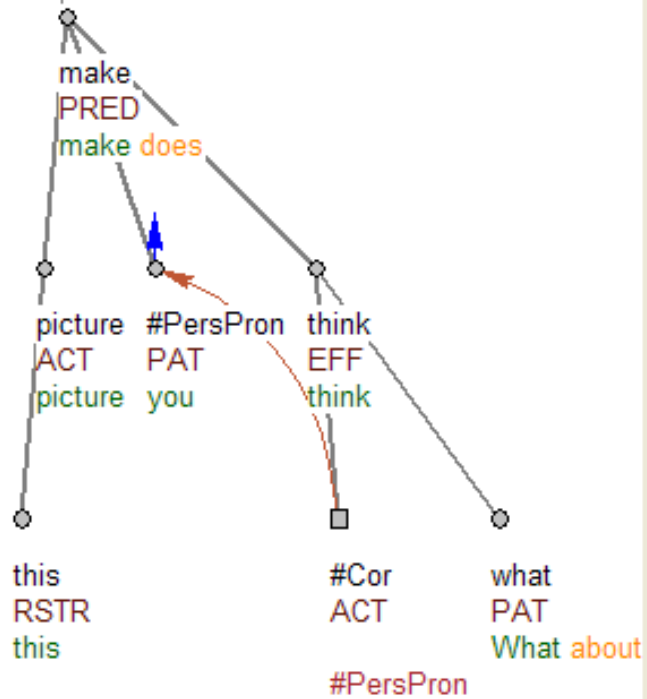 make
PRED
make does
picture #PersPron think
ACT PAT EFF
picture you think
this #Cor what
RSTR ACT PAT
this What about
#PersPron